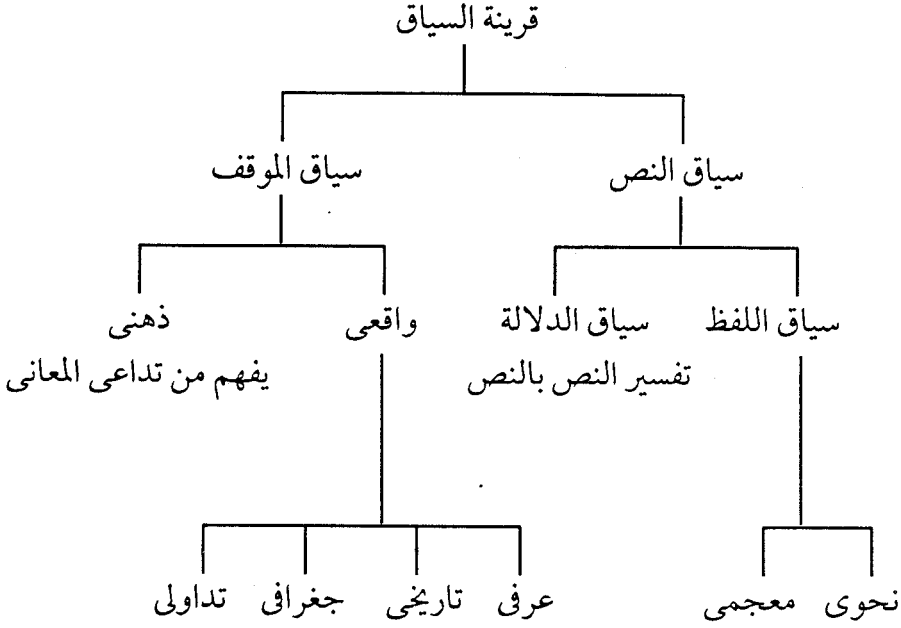 قرينة السياق
سياق النص
سياق الموقف
سياق اللفظ
سياق الدلالة
واقعى
ذهنى
تفسير النص بالنص
يفهم من تداعى المعانى
نحوى
معجمى
عرفى
تاريخى
جغرافى
تداولى